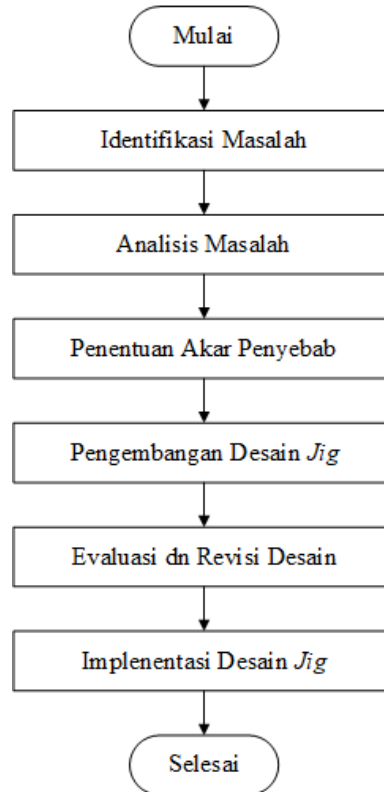 Mulai
Identifikasi Masalah
Analisis Masalah
Penentuan Akar Penyebab
Pengembangan Desain Jig
Evaluasi dn Revisi Desain
Implenentasi Desain Jig
Selesai